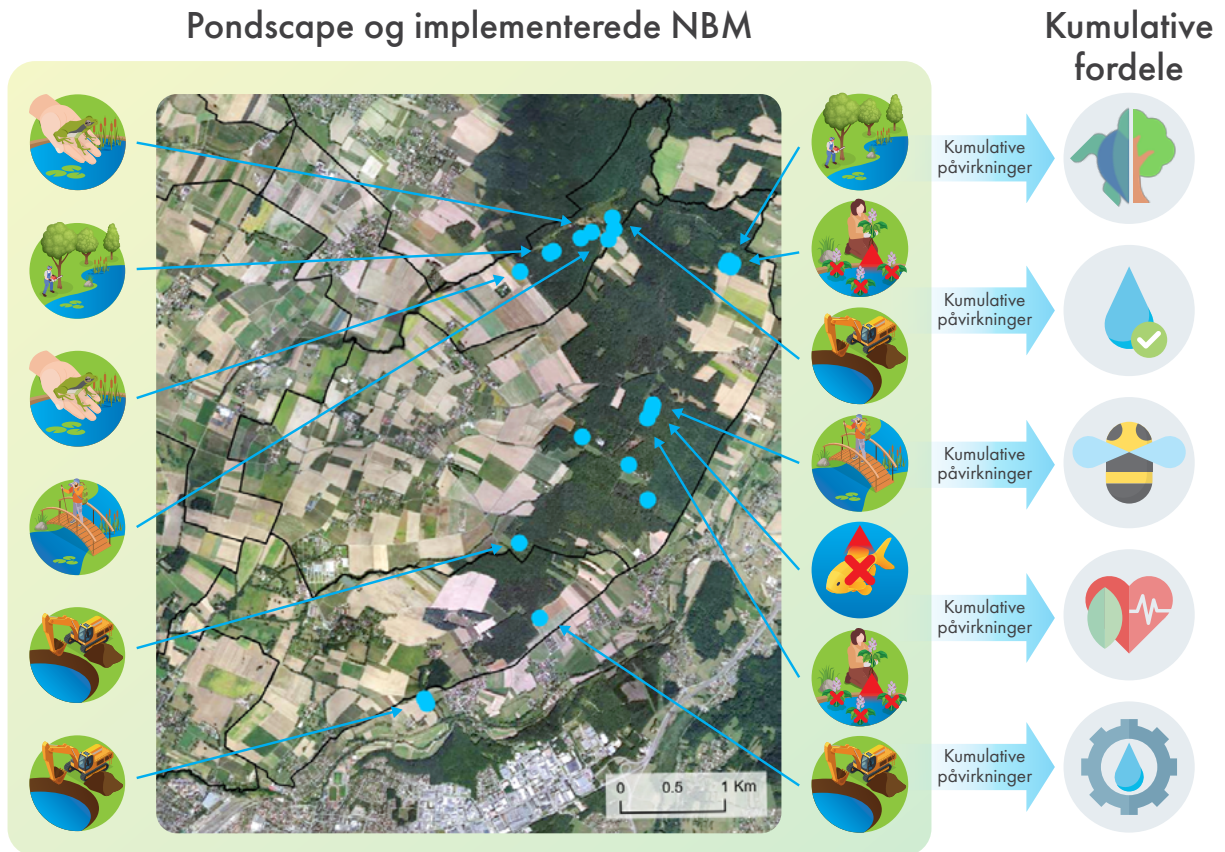 Pondscape og implementerede NBM
Kumulative
fordele
Kumulative
påvirkninger
Kumulative
påvirkninger
Kumulative
påvirkninger
Kumulative
påvirkninger
Kumulative
påvirkninger
0 0.5 1 Km